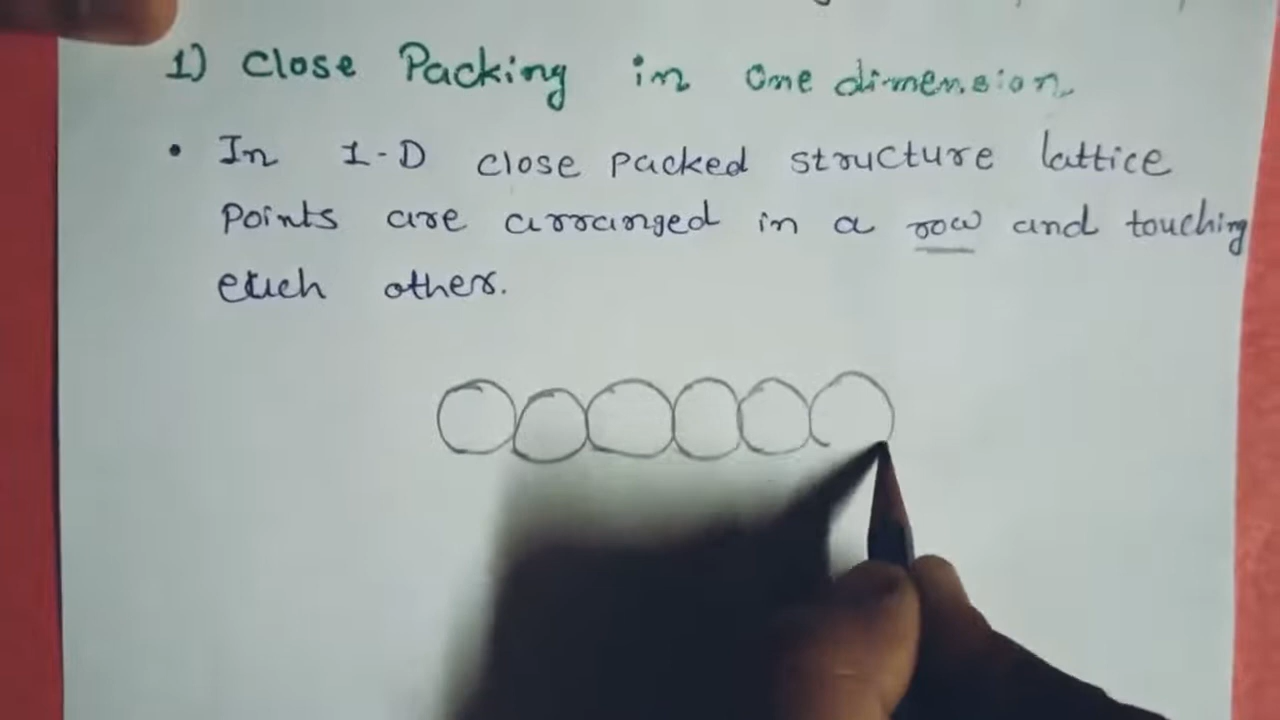 1) Close Packing in one dimension.
• In 1-D close packed structure lattice
points are arranged in a row and touching
each other.